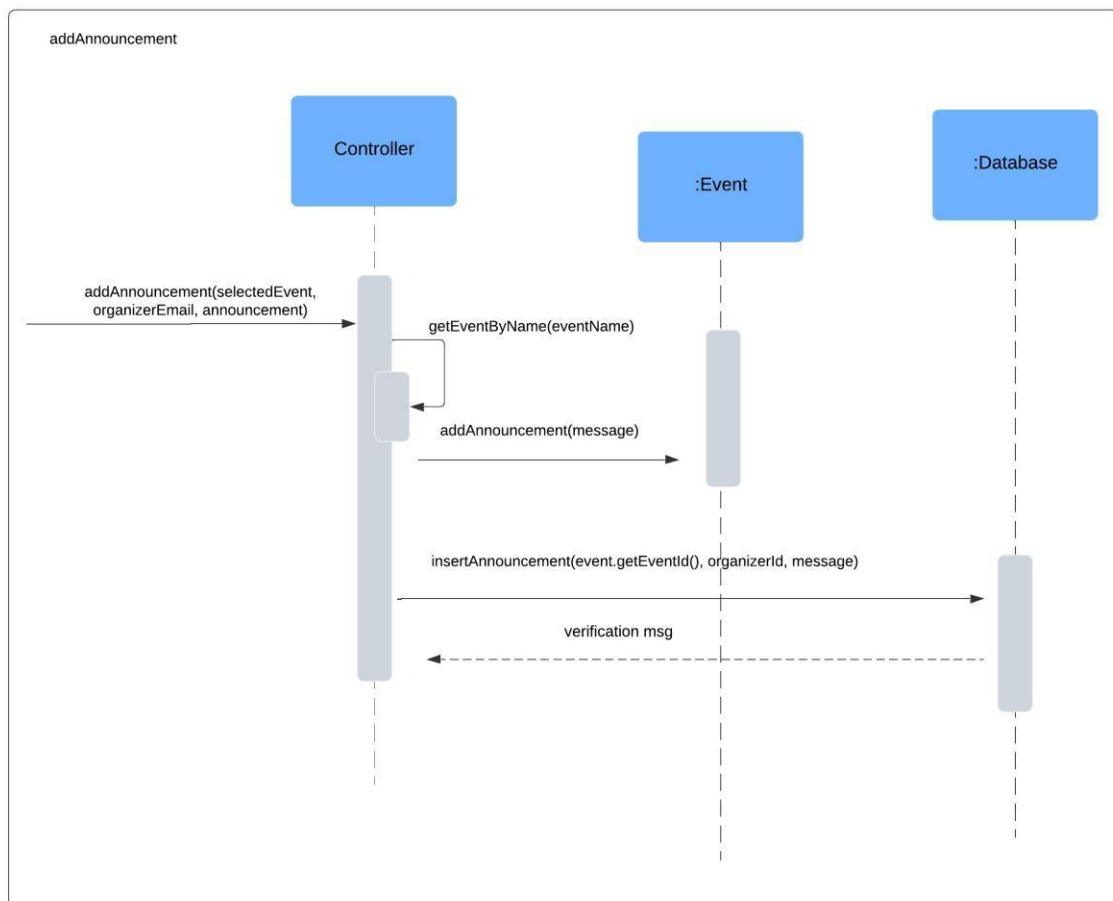 addAnnouncement
Controller
:Event
:Database
addAnnouncement(selectedEvent,
organizerEmail, announcement)
getEventByName(eventName)
addAnnouncement(message)
insertAnnouncement(event.getEventId(), organizerId, message)
verification msg